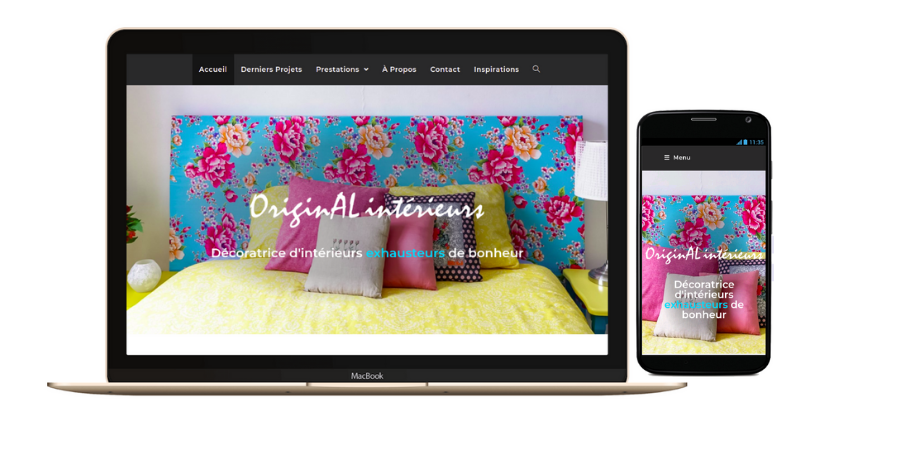 Accueil Derniers Projets Prestations À Propos Contact Inspirations
OriginAL intérieurs
Décoratrice d'intérieurs exhausteurs de bonheur
MacBook
11:35
Menu
OriginAL intérieurs
Décoratrice
d'intérieurs
exhausteurs de
bonheur